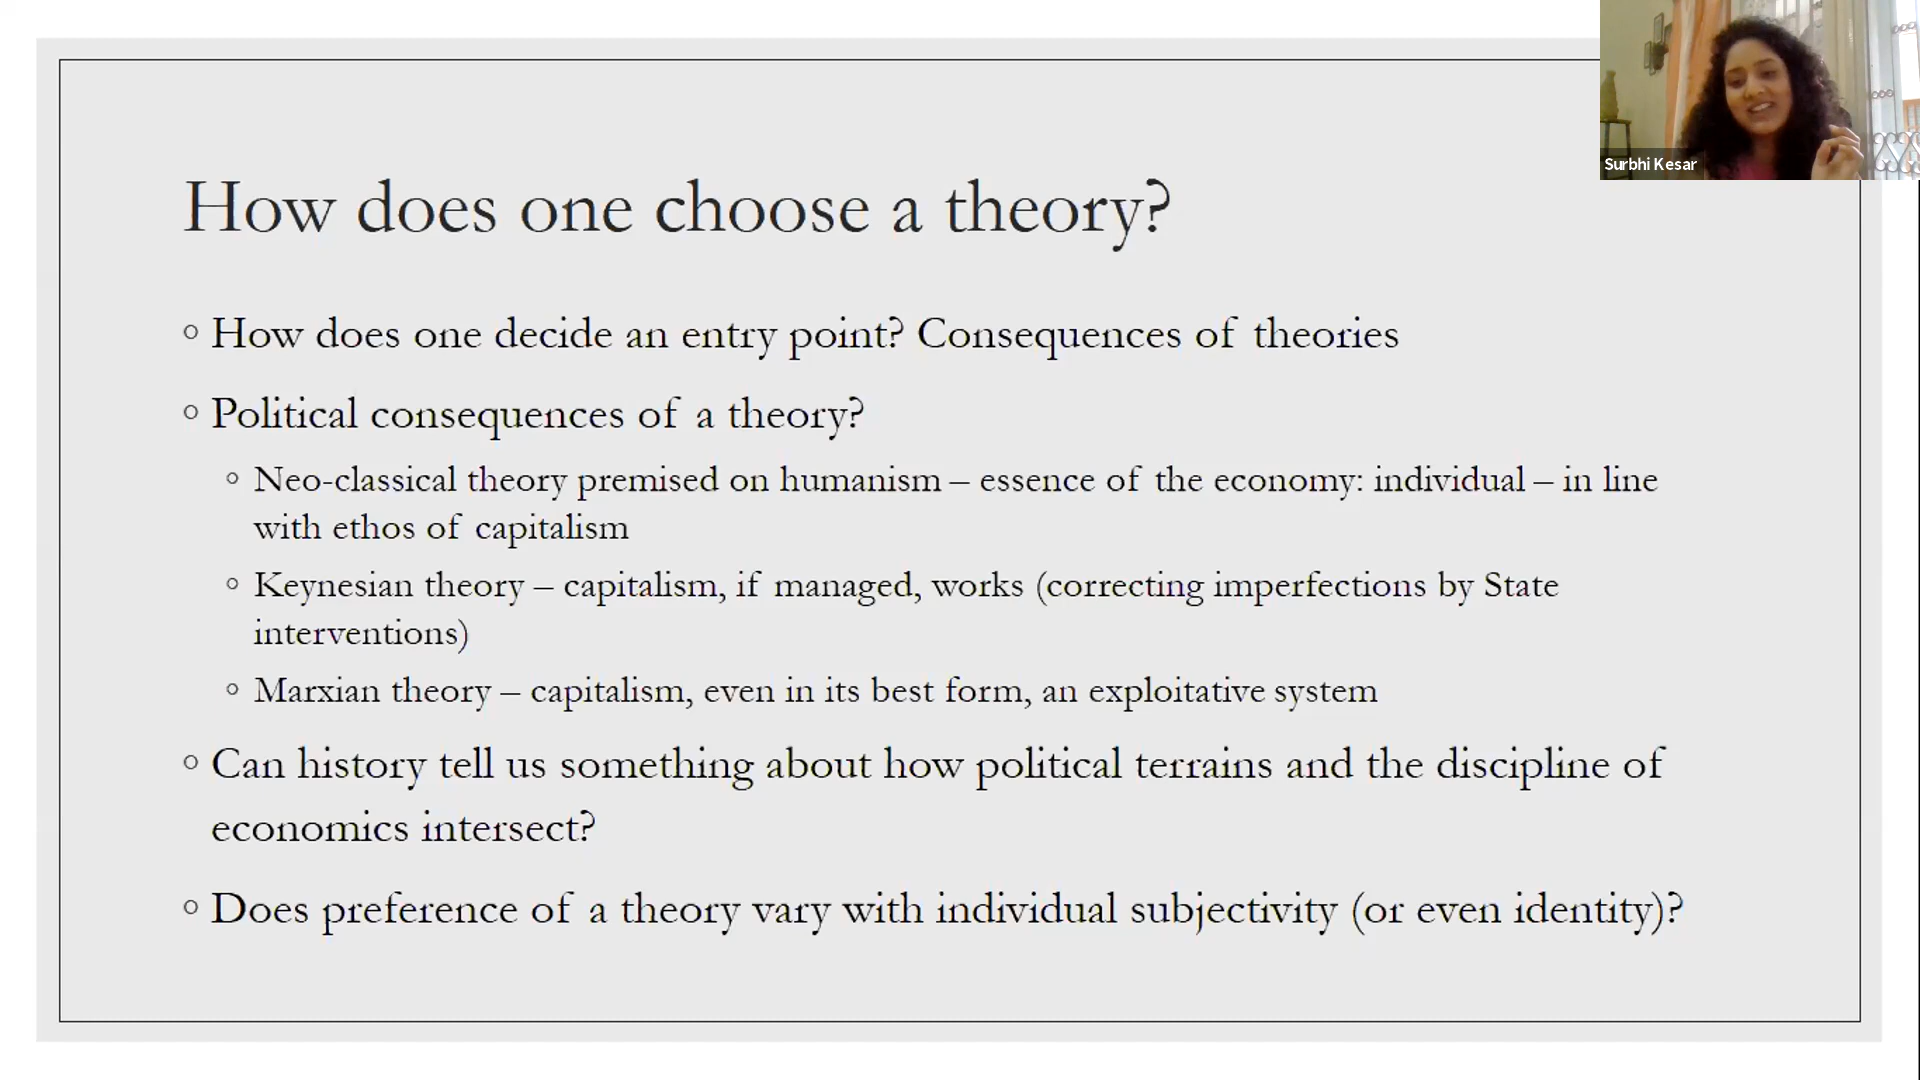 Surbhi Kesar
How does one choose a theory?
◦ How does one decide an entry point? Consequences of theories
◦ Political consequences of a theory?
◦ Neo-classical theory premised on humanism – essence of the economy: individual – in line
with ethos of capitalism
◦ Keynesian theory – capitalism, if managed, works (correcting imperfections by State
interventions)
◦ Marxian theory – capitalism, even in its best form, an exploitative system
◦ Can history tell us something about how political terrains and the discipline of
economics intersect?
◦ Does preference of a theory vary with individual subjectivity (or even identity)?